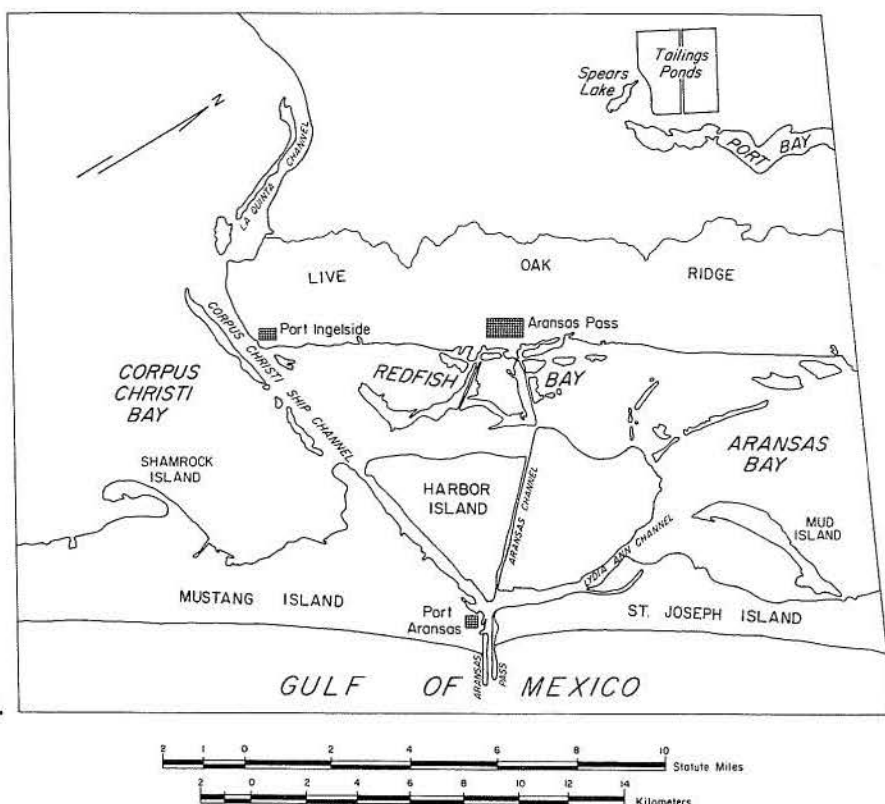 Tailings
Ponds
Spears
Lake
PORT BAY
N
LA QUINTA CHANNEL
LIVE OAK RIDGE
Port Ingelside
Aransas Pass
CORPUS CHRISTI SHIP CHANNEL
REDFISH BAY
CORPUS
CHRISTI
BAY
ARANSAS
BAY
SHAMROCK
ISLAND
HARBOR
ISLAND
ARANSAS CHANNEL
MUD
ISLAND
LYDIA ANN CHANNEL
MUSTANG ISLAND
Port
Aransas
ST. JOSEPH ISLAND
ARANSAS
PASS
GULF OF MEXICO
2 1 0 2 4 6 8 10
Statute Miles
2 0 2 4 6 8 10 12 14
Kilometers